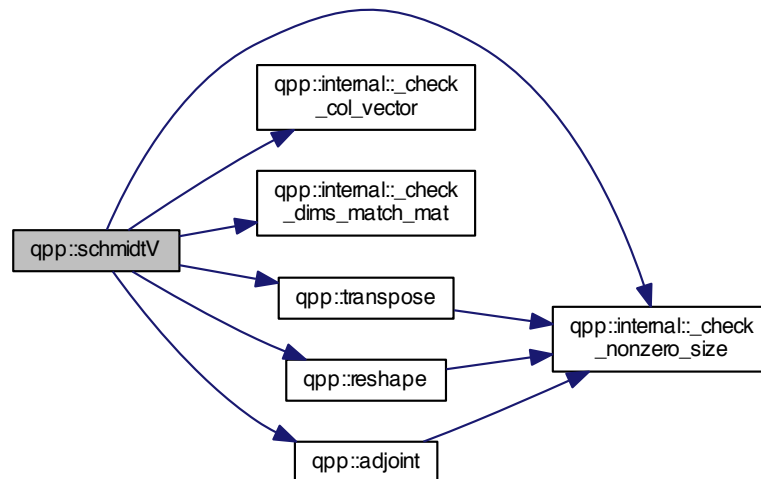 qpp::internal::_check
_col_vector
qpp::internal::_check
_dims_match_mat
qpp::schmidtV
qpp::transpose
qpp::internal::_check
_nonzero_size
qpp::reshape
qpp::adjoint